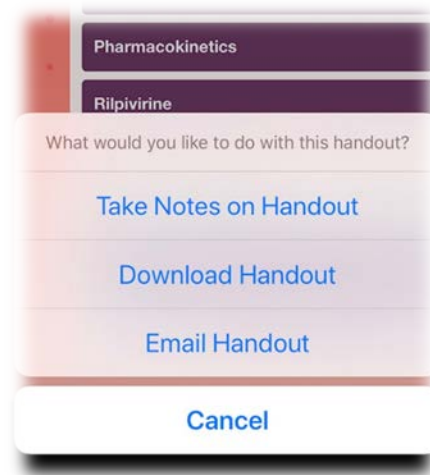 Pharmacokinetics
Rilpivirine
What would you like to do with this handout?
Take Notes on Handout
Download Handout
Email Handout
Cancel